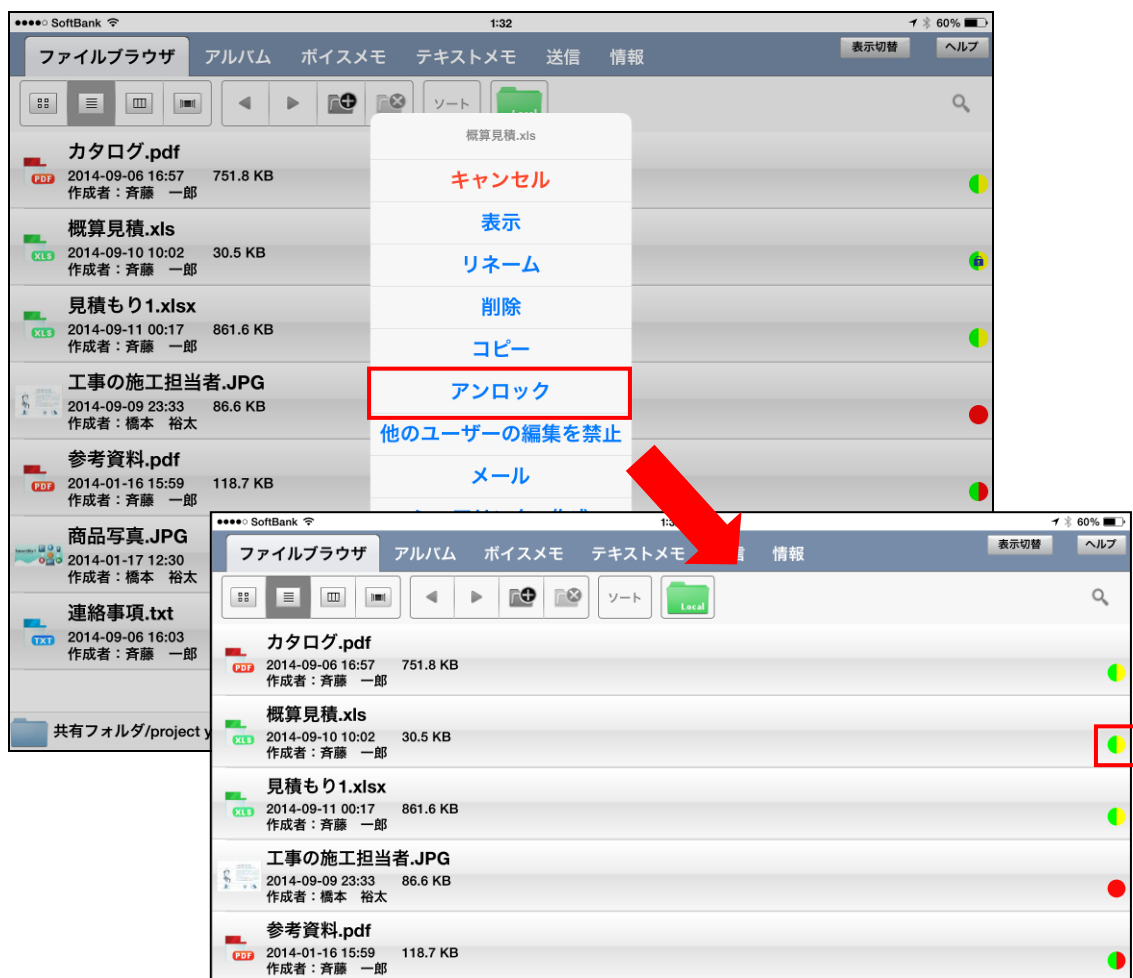 SoftBank 1:32 60%
ファイルブラウザ アルバム ボイスメモ テキストメモ 送信 情報 表示切替 ヘルプ
ソート
カタログ.pdf
PDF 2014-09-06 16:57 751.8 KB
作成者：斉藤　一郎
概算見積.xls
XLS 2014-09-10 10:02 30.5 KB
作成者：斉藤　一郎
見積もり1.xlsx
XLS 2014-09-11 00:17 861.6 KB
作成者：斉藤　一郎
工事の施工担当者.JPG
2014-09-09 23:33 86.6 KB
作成者：橋本　裕太
参考資料.pdf
PDF 2014-01-16 15:59 118.7 KB
作成者：斉藤　一郎
商品写真.JPG
2014-01-17 12:30
作成者：橋本　裕太
連絡事項.txt
TXT 2014-09-06 16:03
作成者：斉藤　一郎
共有フォルダ/project
概算見積.xls
キャンセル
表示
リネーム
削除
コピー
アンロック
他のユーザーの編集を禁止
メール
SoftBank 60%
ファイルブラウザ アルバム ボイスメモ テキストメモ 情報 表示切替 ヘルプ
ソート Local
カタログ.pdf
PDF 2014-09-06 16:57 751.8 KB
作成者：斉藤　一郎
概算見積.xls
XLS 2014-09-10 10:02 30.5 KB
作成者：斉藤　一郎
見積もり1.xlsx
XLS 2014-09-11 00:17 861.6 KB
作成者：斉藤　一郎
工事の施工担当者.JPG
2014-09-09 23:33 86.6 KB
作成者：橋本　裕太
参考資料.pdf
PDF 2014-01-16 15:59 118.7 KB
作成者：斉藤　一郎